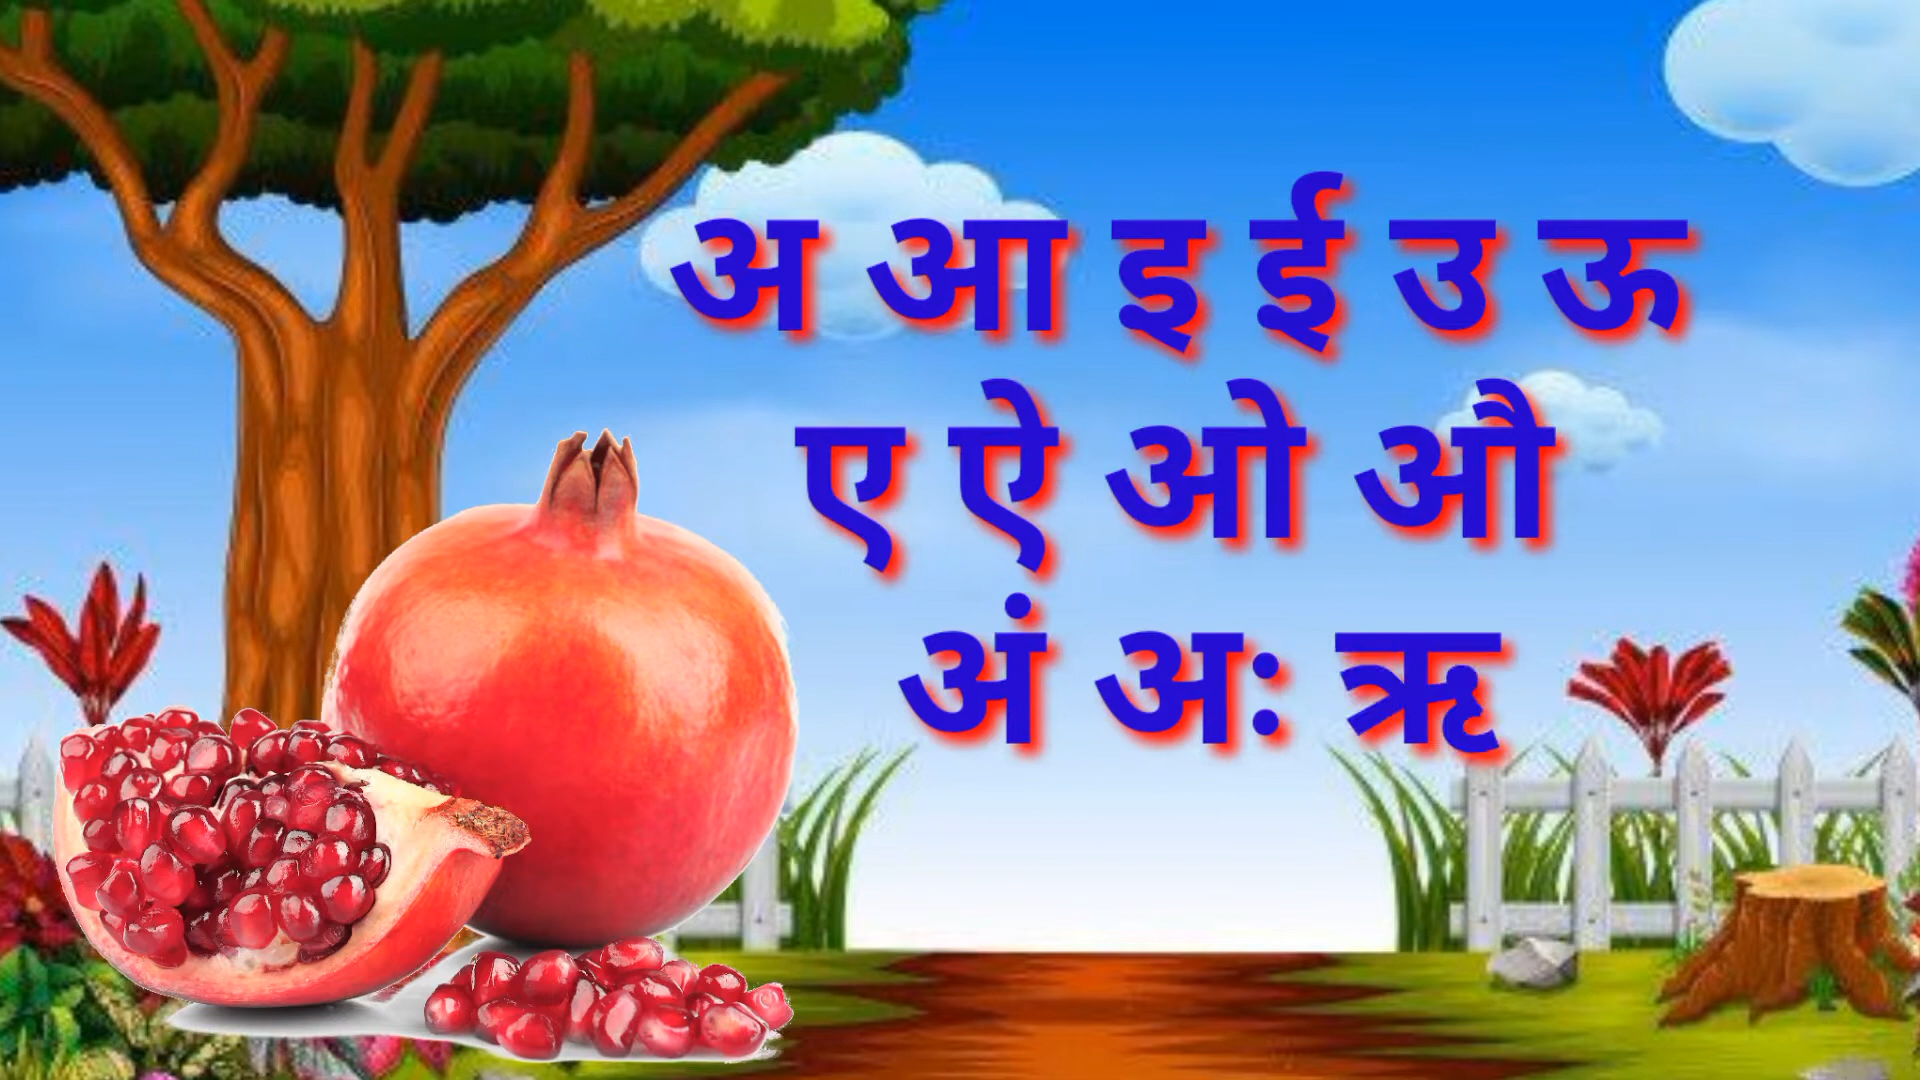 अ आ इ ई उ ऊ
ए ऐ ओ औ
अं अः ऋ